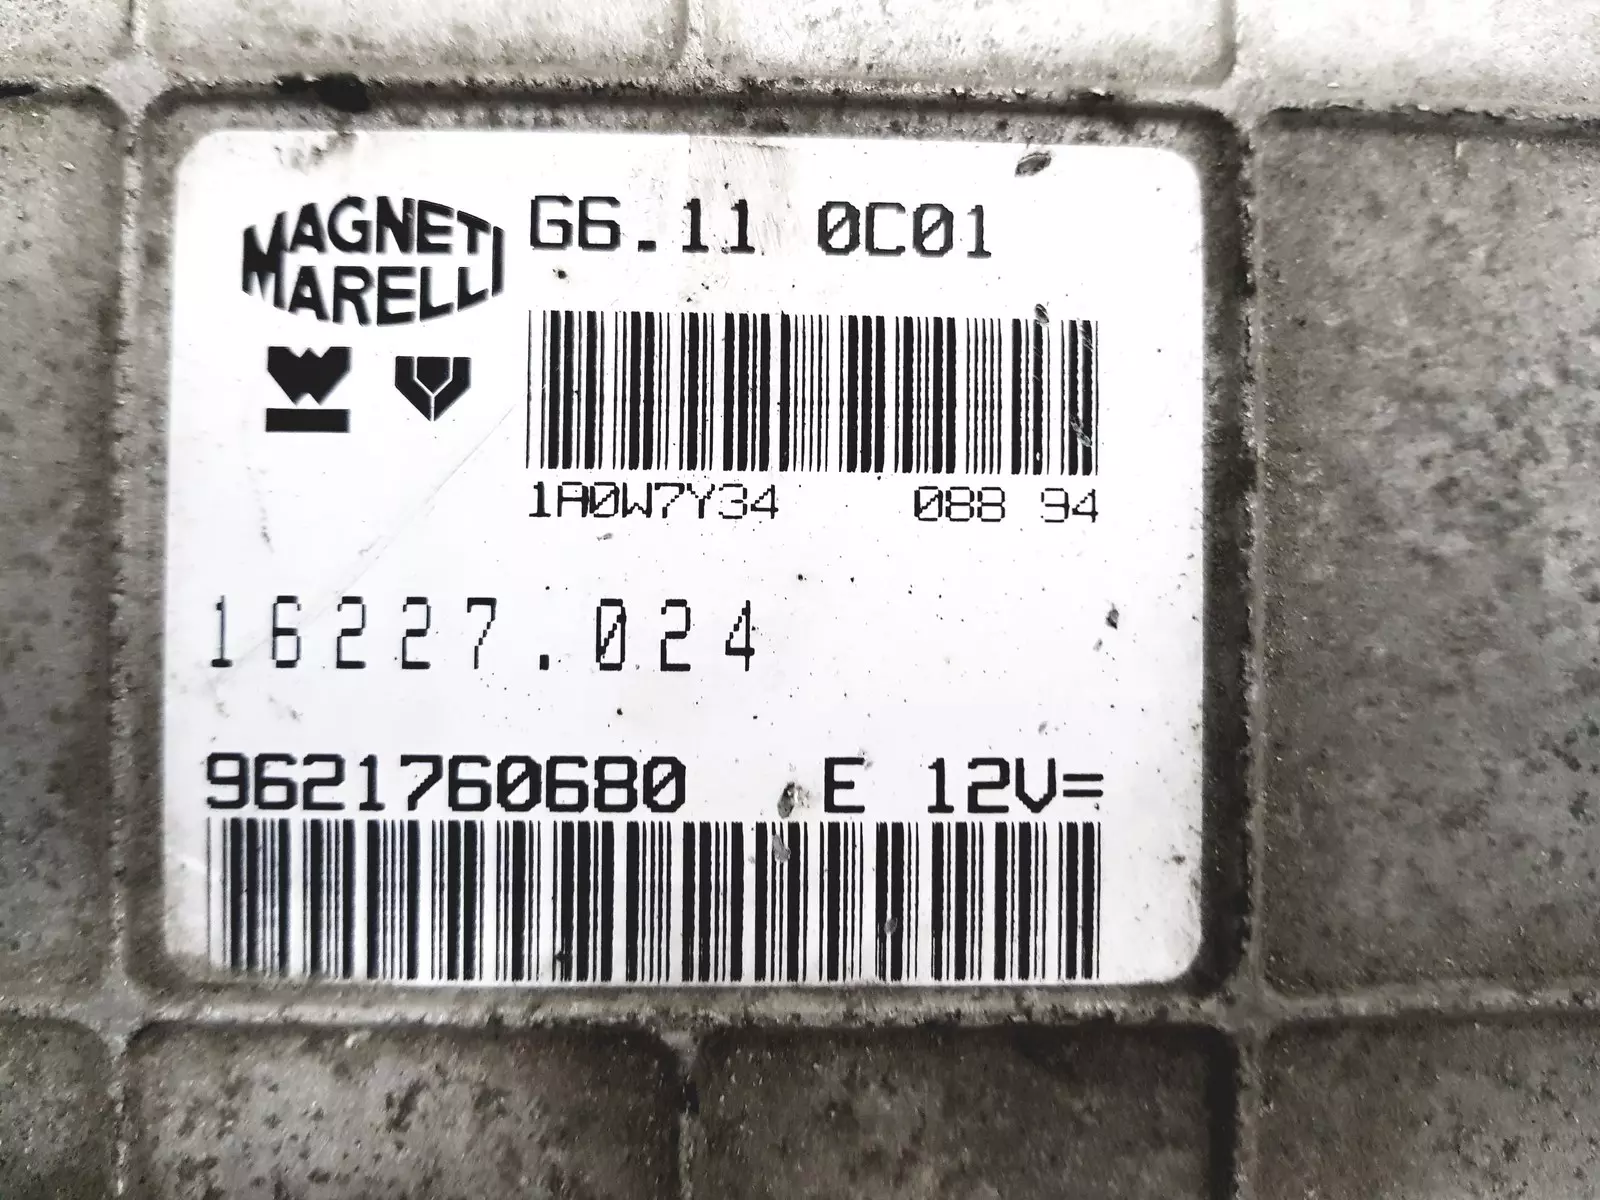 MAGNETI
MARELLI
G6.11 0C01
1A0W7Y34 088 94
16227.024
9621760680 E 12V=